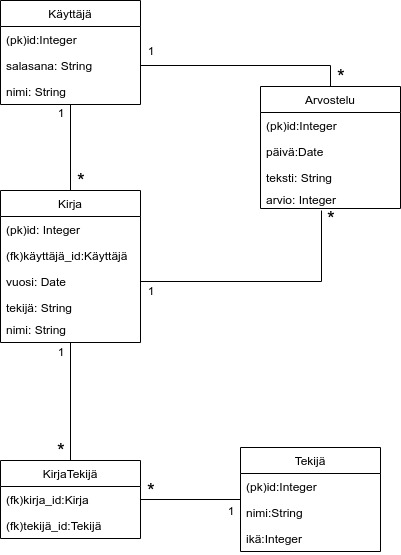 Käyttäjä
(pk)id:Integer
salasana: String
nimi: String
1
1
*
*
Arvostelu
(pk)id:Integer
päivä:Date
teksti: String
arvio: Integer
*
Kirja
(pk)id: Integer
(fk)käyttäjä_id:Käyttäjä
vuosi: Date
tekijä: String
nimi: String
1
1
*
KirjaTekijä
(fk)kirja_id:Kirja
(fk)tekijä_id:Tekijä
*
1
Tekijä
(pk)id:Integer
nimi:String
ikä:Integer